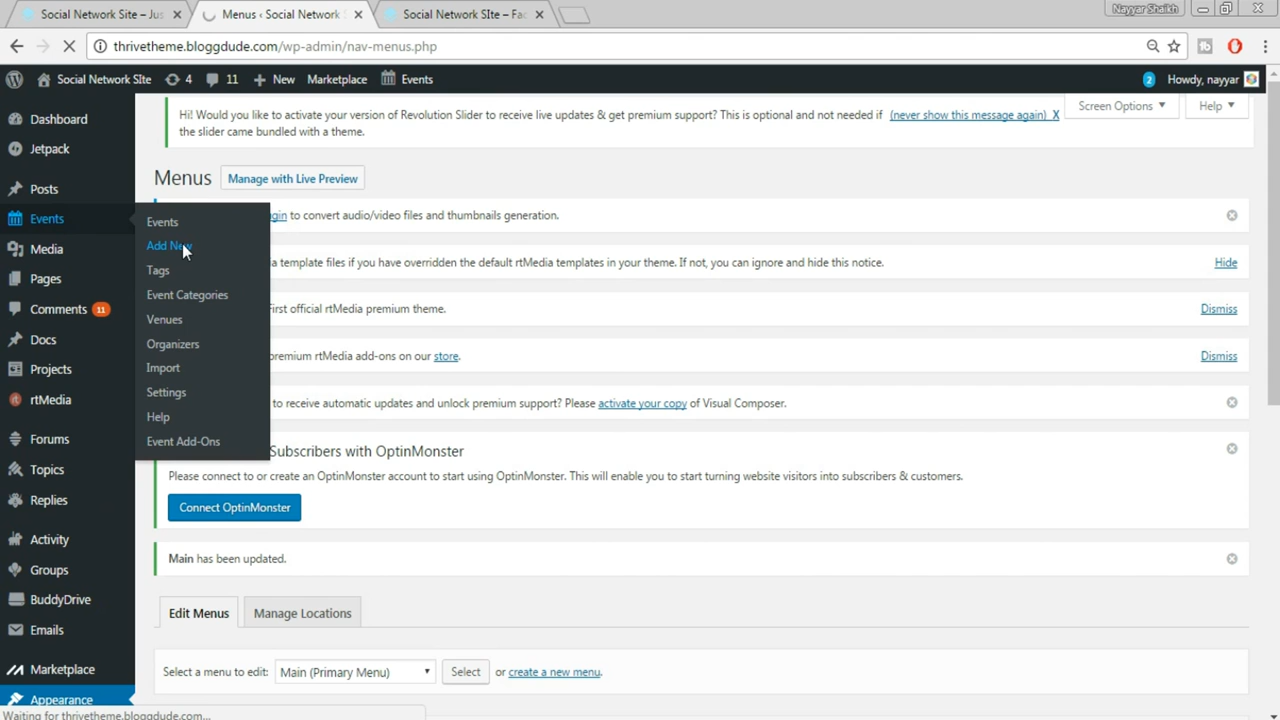 Social Network Site – Jus
Menus ‹ Social Network S
Social Network SIte – Fac
Nayyar Shaikh
thrivetheme.bloggdude.com/wp-admin/nav-menus.php
Social Network SIte
4
11
New
Marketplace
Events
2
Howdy, nayyar
Screen Options
Help
Hi! Would you like to activate your version of Revolution Slider to receive live updates & get premium support? This is optional and not needed if (never show this message again) X
the slider came bundled with a theme.
Menus
Manage with Live Preview
Dashboard
Jetpack
Posts
Events
Media
Pages
Comments 11
Docs
Projects
rtMedia
Forums
Topics
Replies
Activity
Groups
BuddyDrive
Emails
Marketplace
Appearance
Events
Add New
Tags
Event Categories
Venues
Organizers
Import
Settings
Help
Event Add-Ons
to convert audio/video files and thumbnails generation.
template files if you have overridden the default rtMedia templates in your theme. If not, you can ignore and hide this notice.
Hide
First official rtMedia premium theme.
Dismiss
premium rtMedia add-ons on our store.
Dismiss
to receive automatic updates and unlock premium support? Please activate your copy of Visual Composer.
Subscribers with OptinMonster
Please connect to or create an OptinMonster account to start using OptinMonster. This will enable you to start turning website visitors into subscribers & customers.
Connect OptinMonster
Main has been updated.
Edit Menus
Manage Locations
Select a menu to edit:
Main (Primary Menu)
Select
or create a new menu.
Waiting for thrivetheme.bloggdude.com...